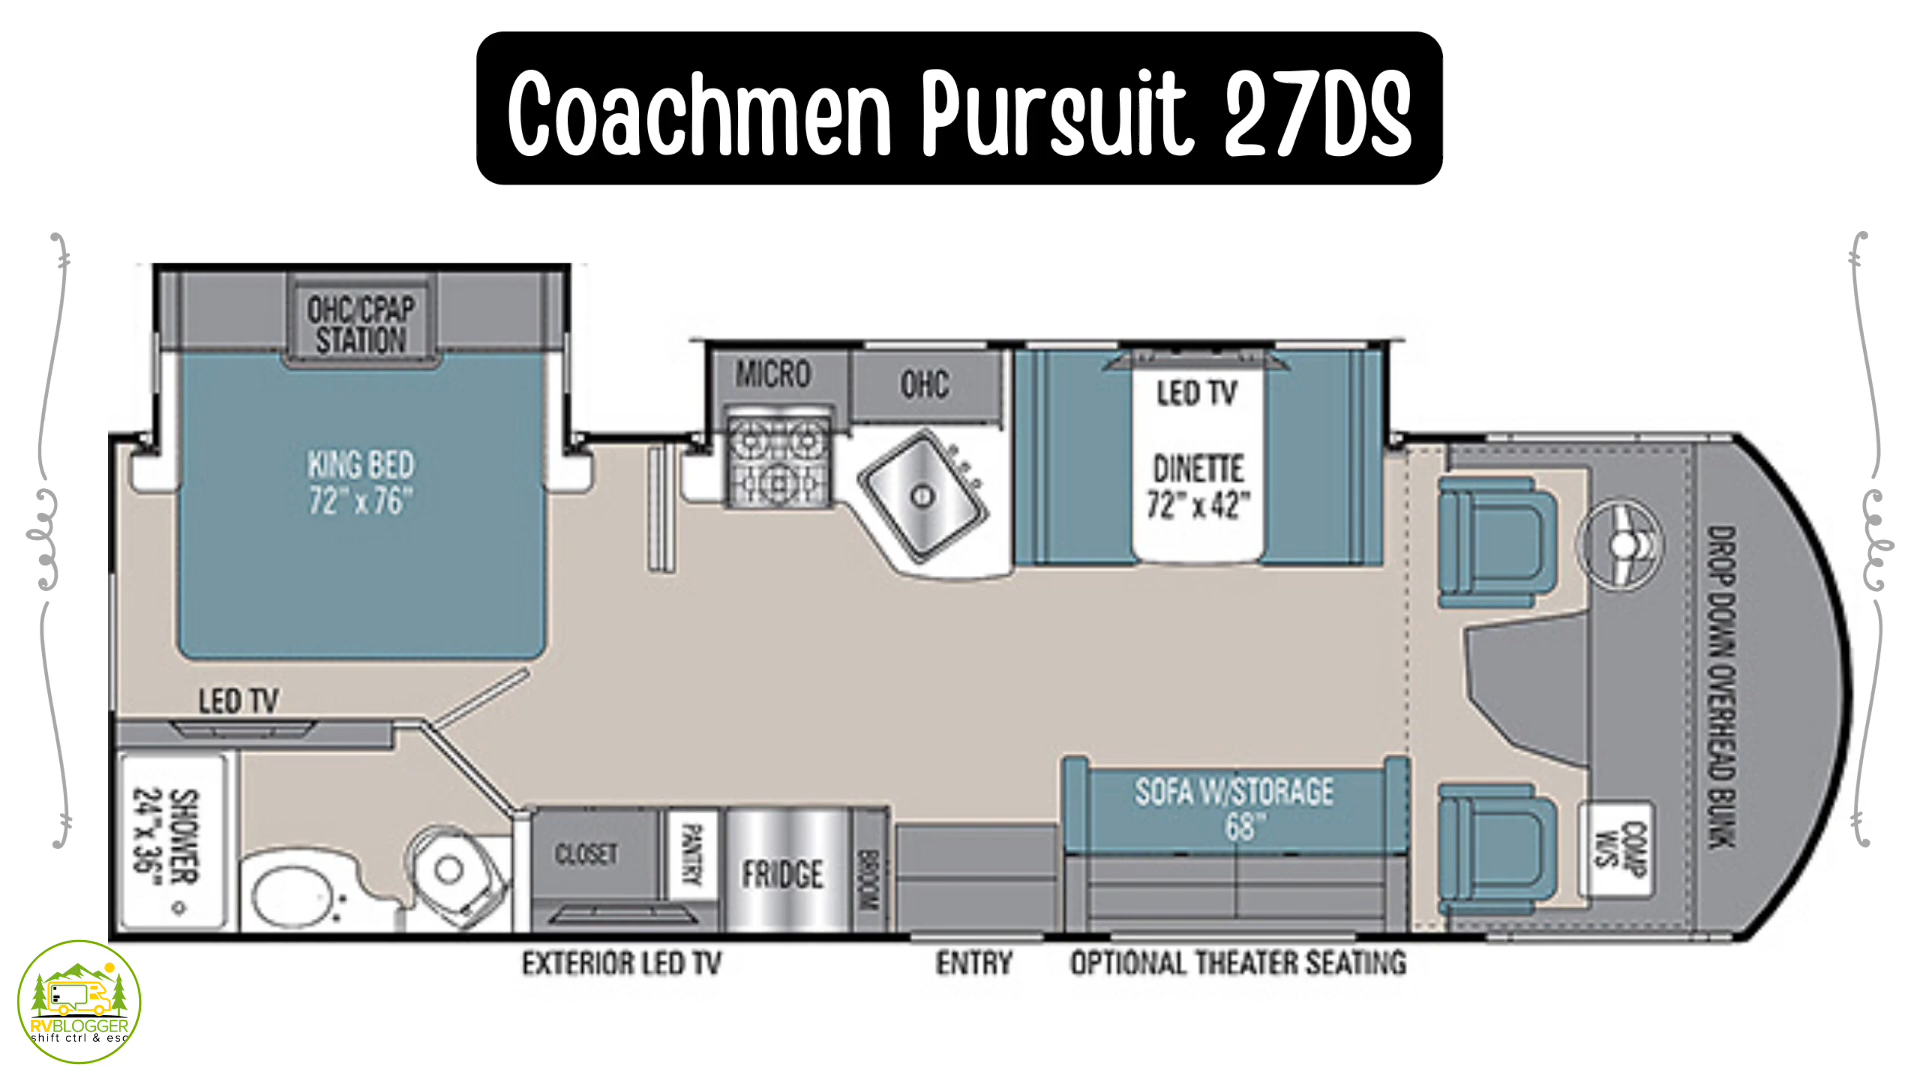 Coachmen Pursuit 27DS
OHC/CPAP
STATION
MICRO
OHC
LED TV
KING BED
72" x 76"
DINETTE
72" x 42"
DROP DOWN OVERHEAD BUNK
LED TV
SHOWER
24" x 36"
CLOSET
PANTRY
FRIDGE
BROOM
SOFA W/STORAGE
68"
COMP
W/S
EXTERIOR LED TV
ENTRY
OPTIONAL THEATER SEATING
RVBLOGGER
shift ctrl & esc